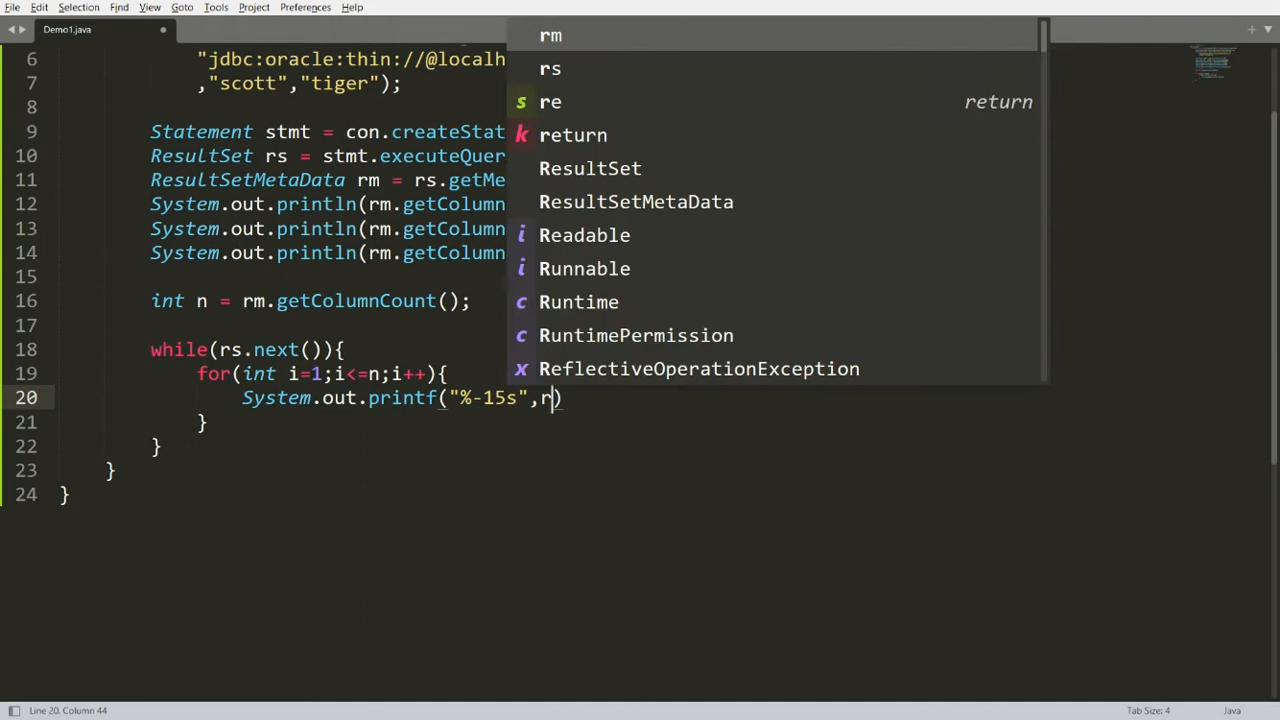 File Edit Selection Find View Goto Tools Project Preferences Help
Demo1.java
6 "jdbc:oracle:thin://@localh
7 ,"scott","tiger");
8
9 Statement stmt = con.createStat
10 ResultSet rs = stmt.executeQuer
11 ResultSetMetaData rm = rs.getMe
12 System.out.println(rm.getColumn
13 System.out.println(rm.getColumn
14 System.out.println(rm.getColumn
15
16 int n = rm.getColumnCount();
17
18 while(rs.next()){
19 for(int i=1;i<=n;i++){
20 System.out.printf("%-15s",r)
21 }
22 }
23 }
24 }
rm
rs
s re return
k return
ResultSet
ResultSetMetaData
i Readable
i Runnable
c Runtime
c RuntimePermission
x ReflectiveOperationException
Line 20, Column 44 Tab Size: 4 Java